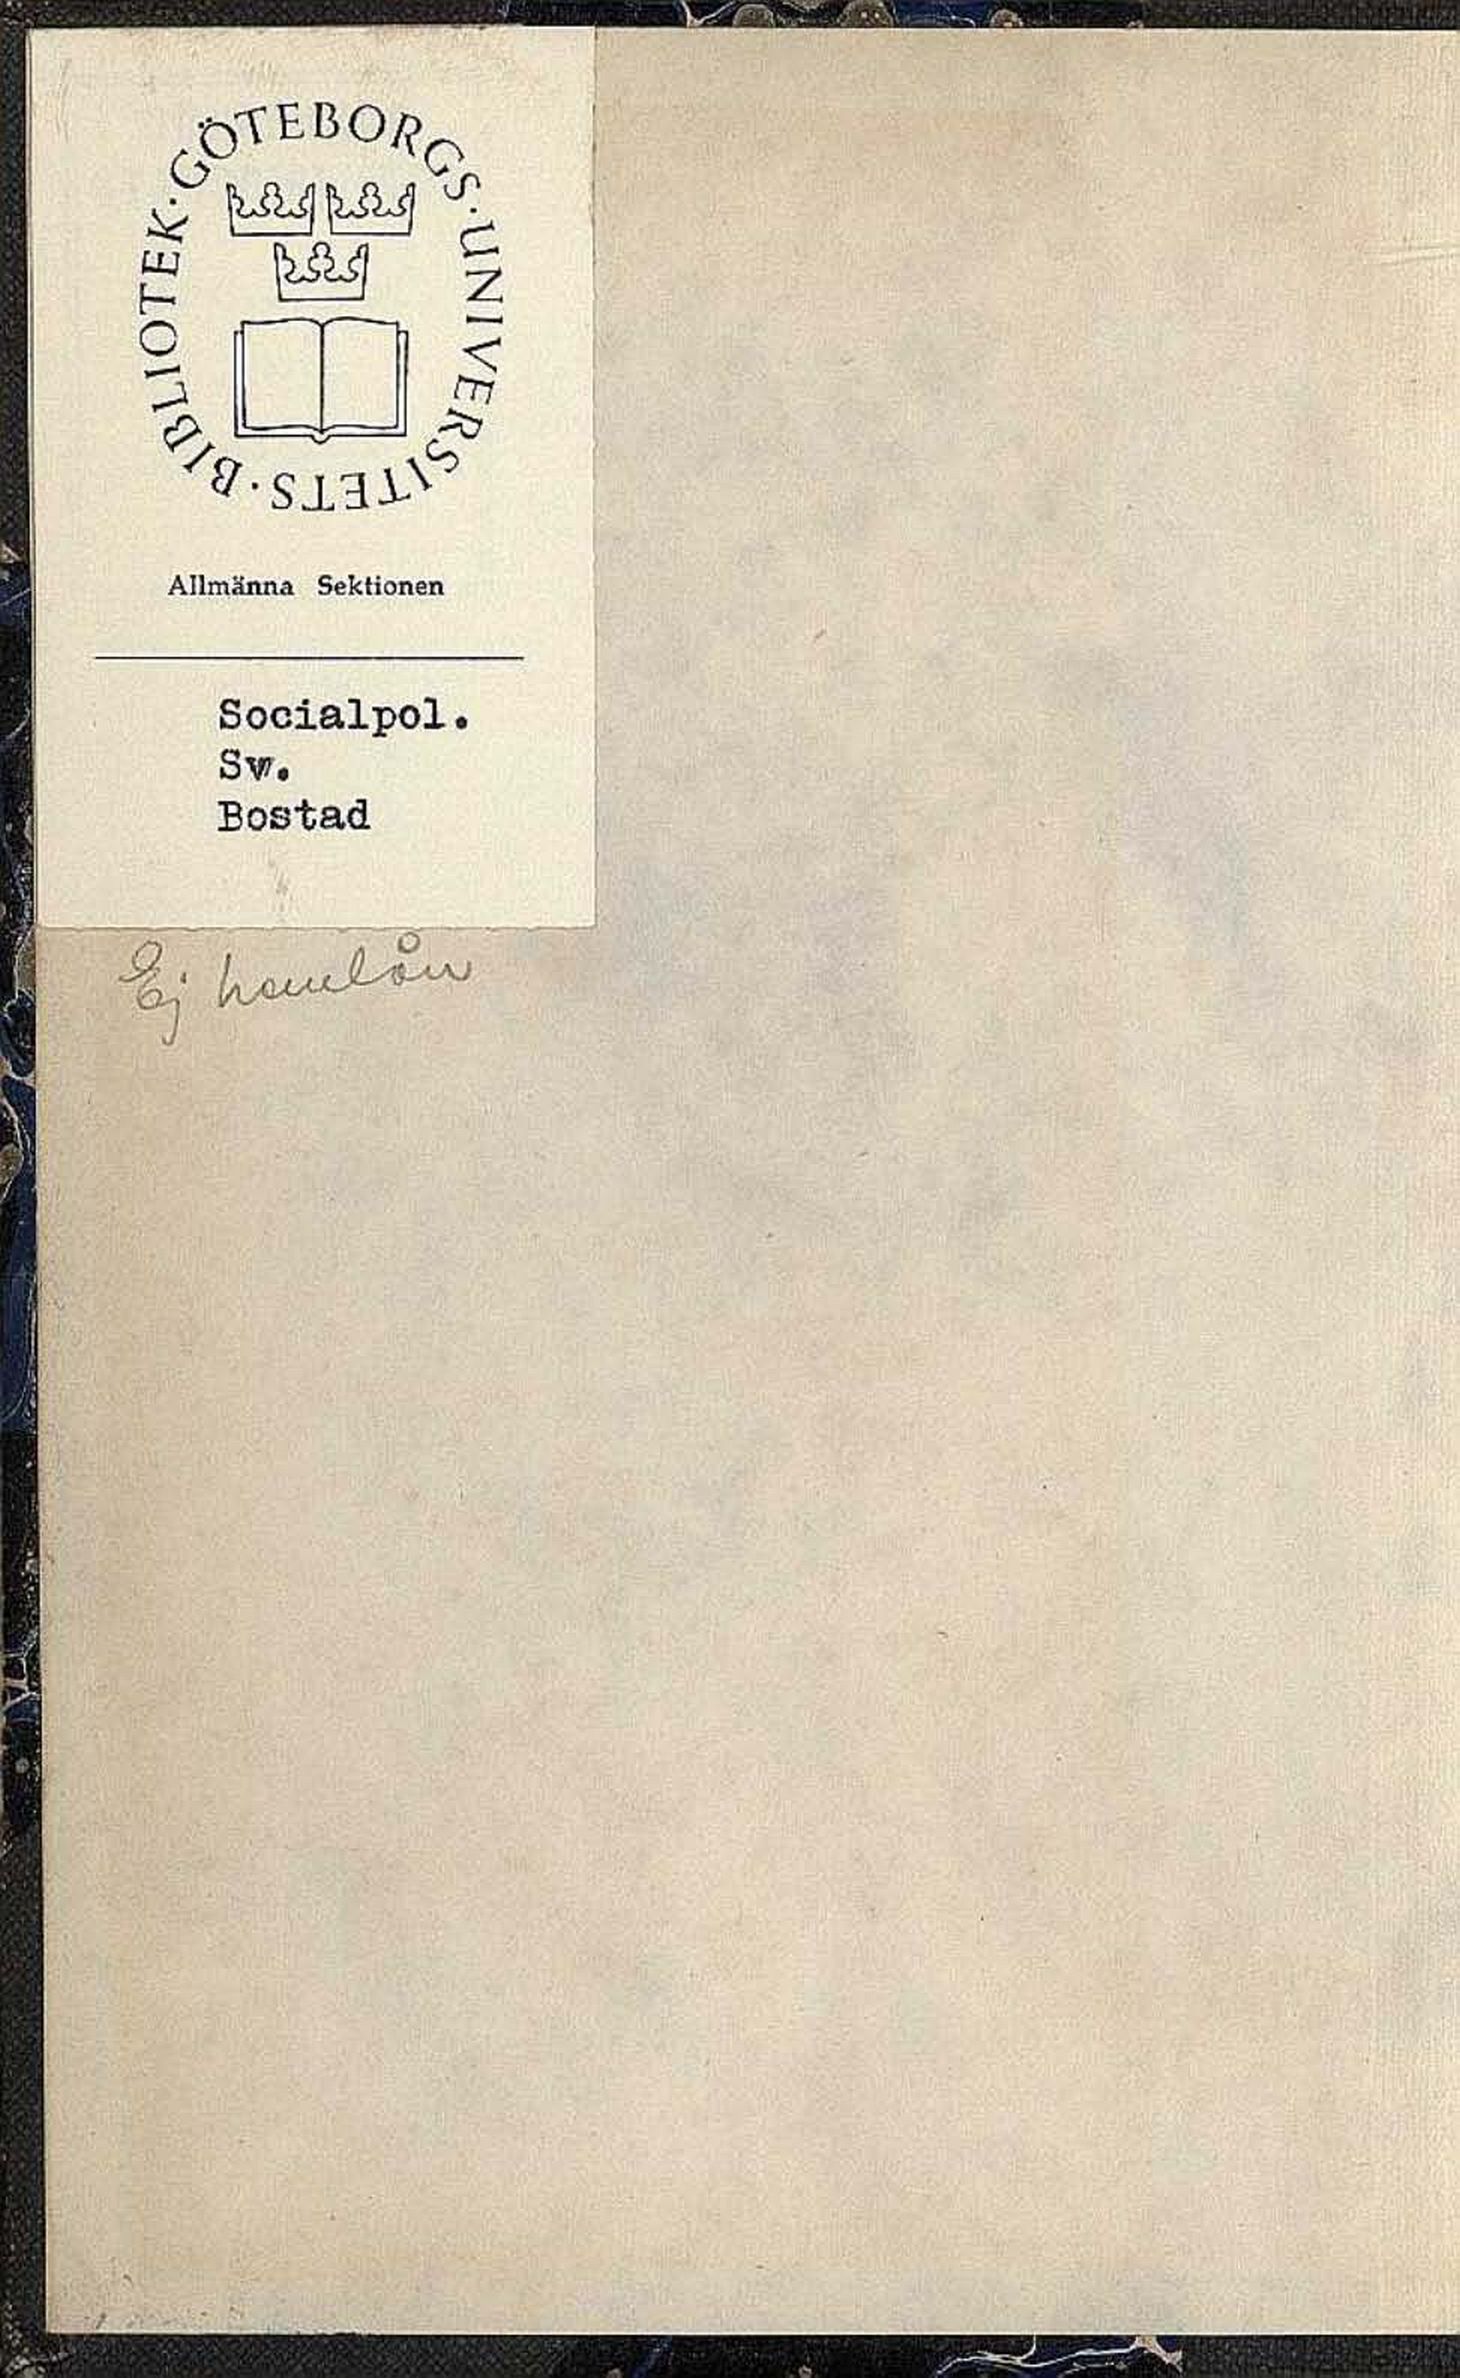 GÖTEBORGS · UNIVERSITETS · BIBLIOTEK ·
Allmänna Sektionen
Socialpol.
Sv.
Bostad
Ej hemlån